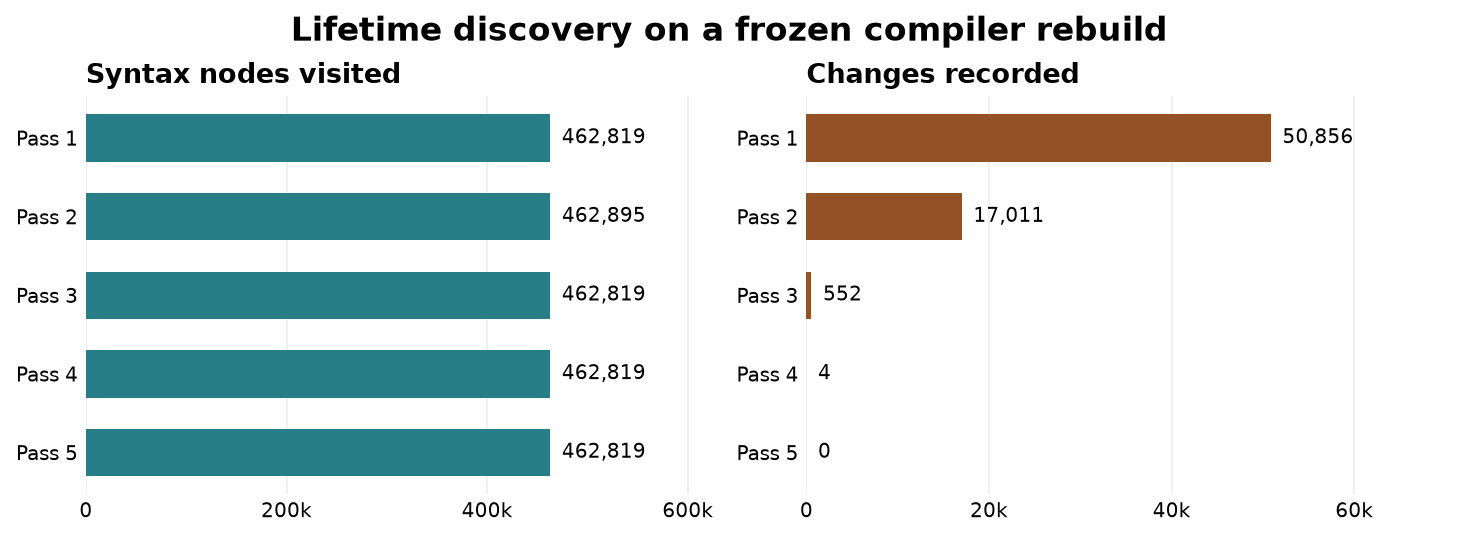 Lifetime discovery on a frozen compiler rebuild
Syntax nodes visited
Pass 1 462,819
Pass 2 462,895
Pass 3 462,819
Pass 4 462,819
Pass 5 462,819
0 200k 400k 600k
Changes recorded
Pass 1 50,856
Pass 2 17,011
Pass 3 552
Pass 4 4
Pass 5 0
0 20k 40k 60k